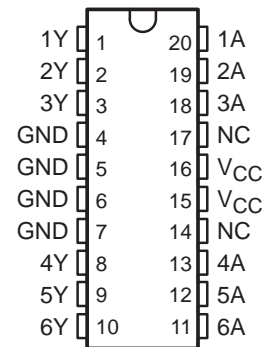 1Y 1 20 1A
2Y 2 19 2A
3Y 3 18 3A
GND 4 17 NC
GND 5 16 VCC
GND 6 15 VCC
GND 7 14 NC
4Y 8 13 4A
5Y 9 12 5A
6Y 10 11 6A